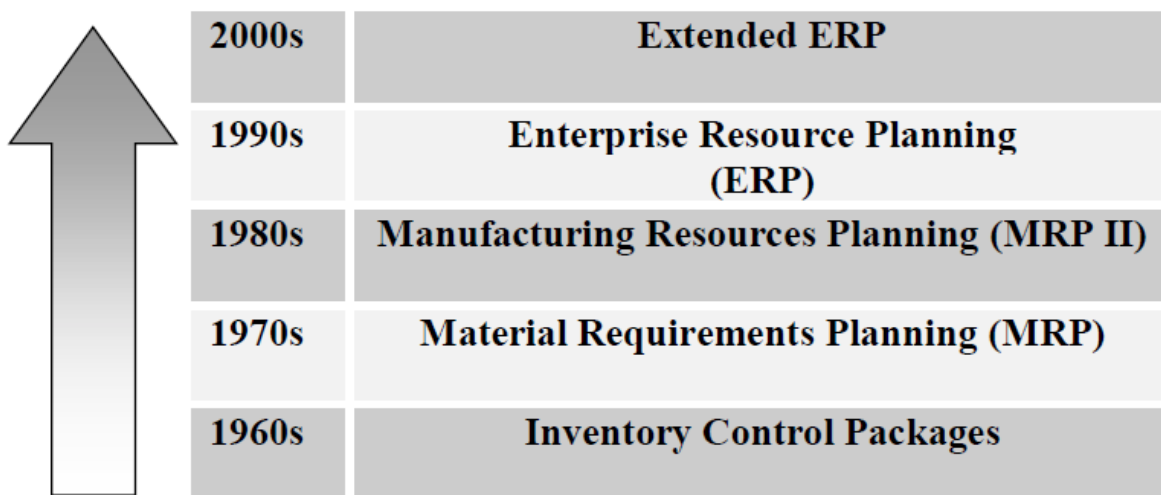 2000s Extended ERP
1990s Enterprise Resource Planning
(ERP)
1980s Manufacturing Resources Planning (MRP II)
1970s Material Requirements Planning (MRP)
1960s Inventory Control Packages